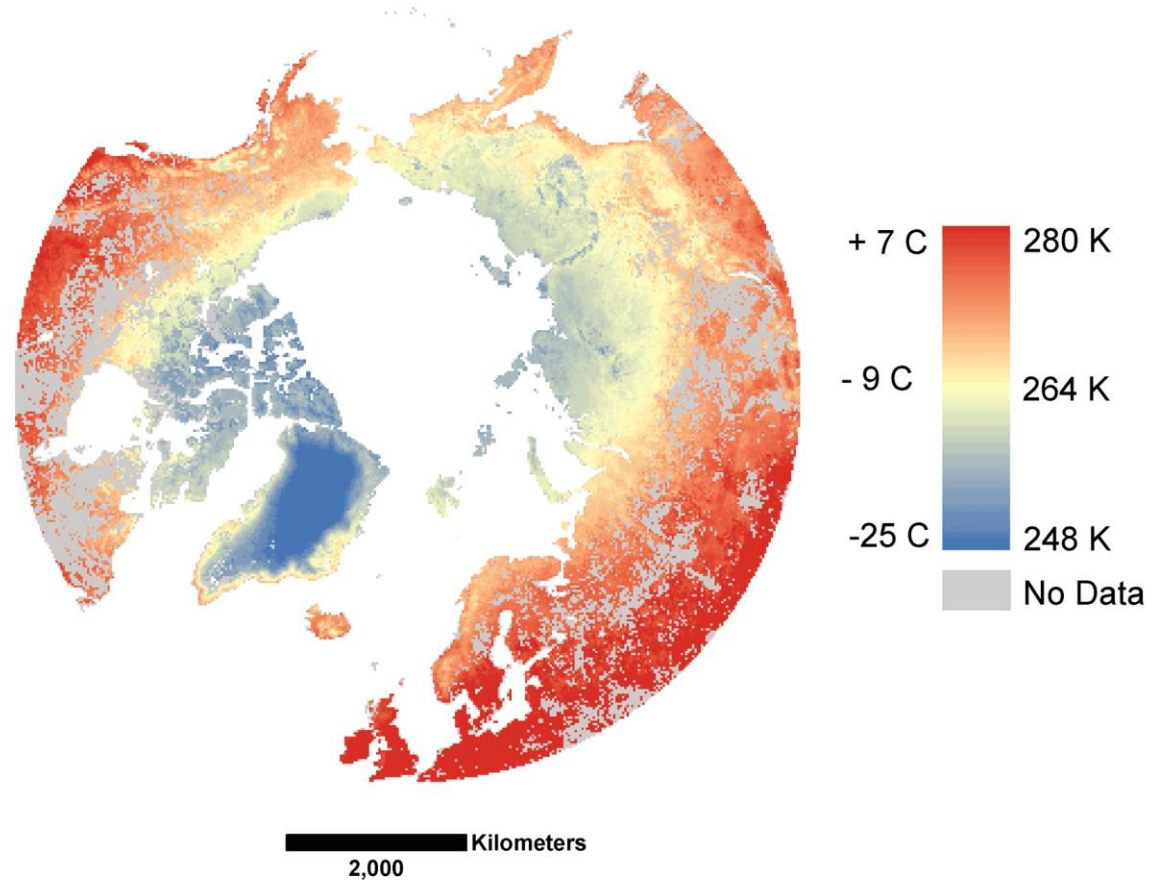 + 7 C 280 K
- 9 C 264 K
-25 C 248 K
No Data
Kilometers
2,000